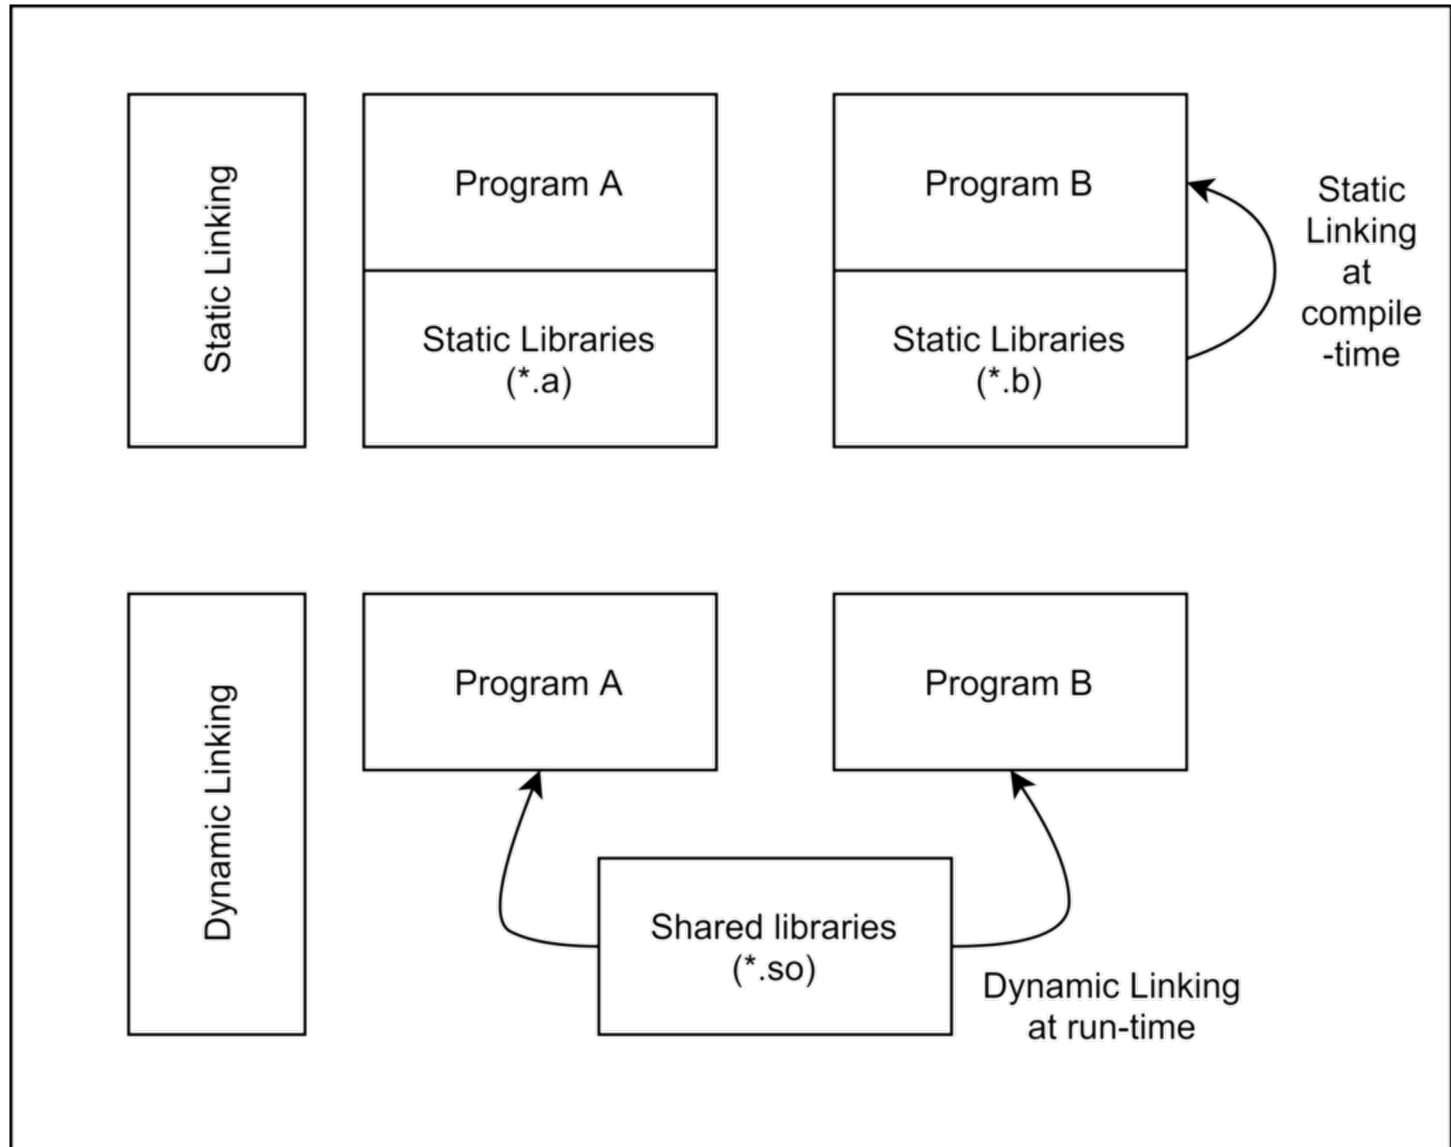 Static Linking
Program A
Static Libraries
(*.a)
Program B
Static Libraries
(*.b)
Static
Linking
at
compile
-time
Dynamic Linking
Program A
Program B
Shared libraries
(*.so)
Dynamic Linking
at run-time